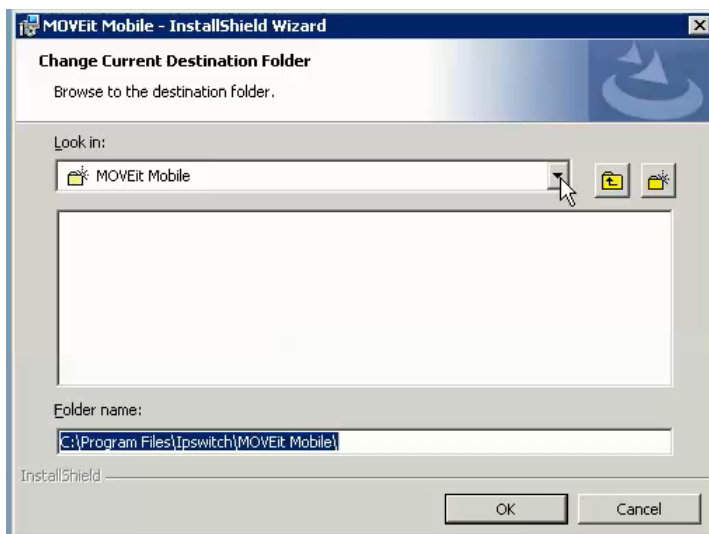 MOVEit Mobile - InstallShield Wizard
Change Current Destination Folder
Browse to the destination folder.
Look in:
MOVEit Mobile
Folder name:
C:\Program Files\Ipswitch\MOVEit Mobile\
InstallShield
OK
Cancel